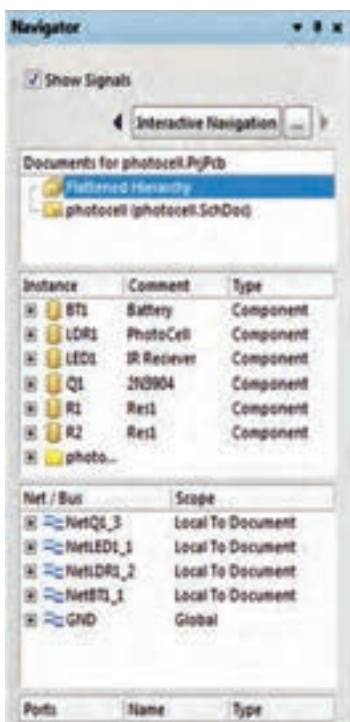 Navigator
Show Signals
Interactive Navigation ...
Documents for photocell.PrjPcb
Flattened Hierarchy
photocell (photocell.SchDoc)
Instance Comment Type
BT1 Battery Component
LDR1 PhotoCell Component
LED1 IR Reciever Component
Q1 2N3904 Component
R1 Res1 Component
R2 Res1 Component
photo...
Net / Bus Scope
NetQ1_3 Local To Document
NetLED1_1 Local To Document
NetLDR1_2 Local To Document
NetBT1_1 Local To Document
GND Global
Ports Name Type